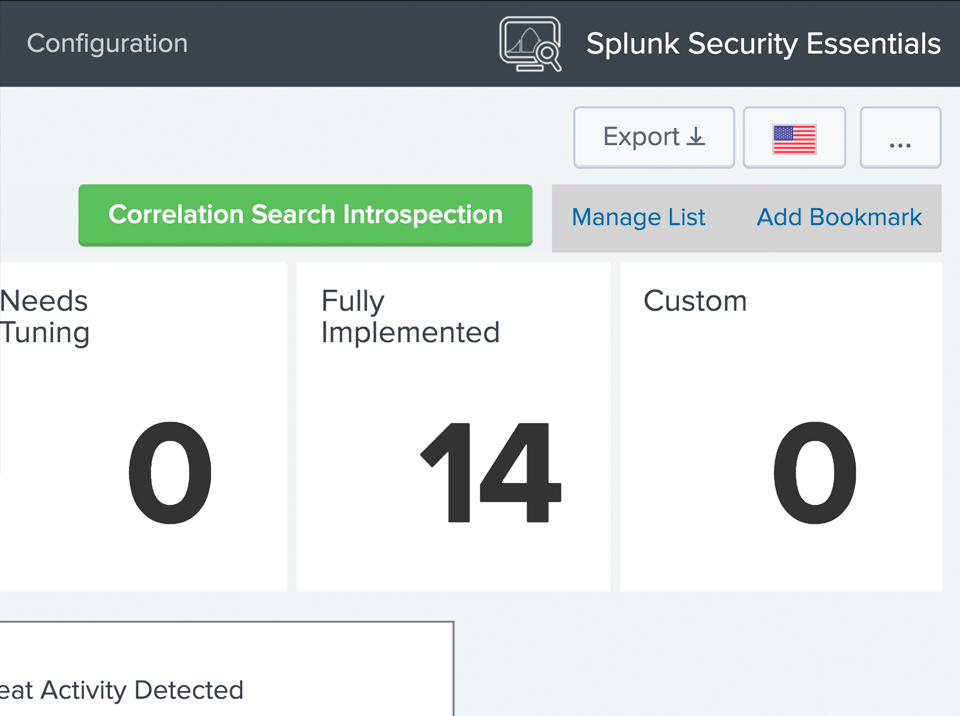 Configuration
Splunk Security Essentials
Export
...
Correlation Search Introspection
Manage List
Add Bookmark
Needs
Tuning
0
Fully
Implemented
14
Custom
0
eat Activity Detected